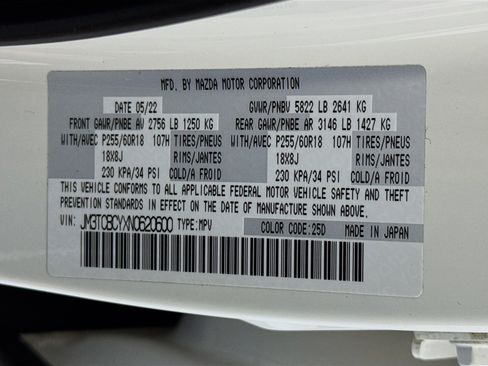 MFD. BY MAZDA MOTOR CORPORATION
DATE 05/22 GVWR/PNBV 5822 LB 2641 KG
FRONT GAWR/PNBE AV 2756 LB 1250 KG REAR GAWR/PNBE AR 3146 LB 1427 KG
WITH/AVEC P255/60R18 107H TIRES/PNEUS WITH/AVEC P255/60R18 107H TIRES/PNEUS
18X8J RIMS/JANTES 18X8J RIMS/JANTES
230 KPA/34 PSI COLD/A FROID 230 KPA/34 PSI COLD/A FROID
THIS VEHICLE CONFORMS TO ALL APPLICABLE FEDERAL MOTOR VEHICLE SAFETY AND THEFT
PREVENTION STANDARDS IN EFFECT ON THE DATE OF MANUFACTURE SHOWN ABOVE.
VIN: JM3TCBCYXN0620600 TYPE:MPV COLOR CODE:25D MADE IN JAPAN